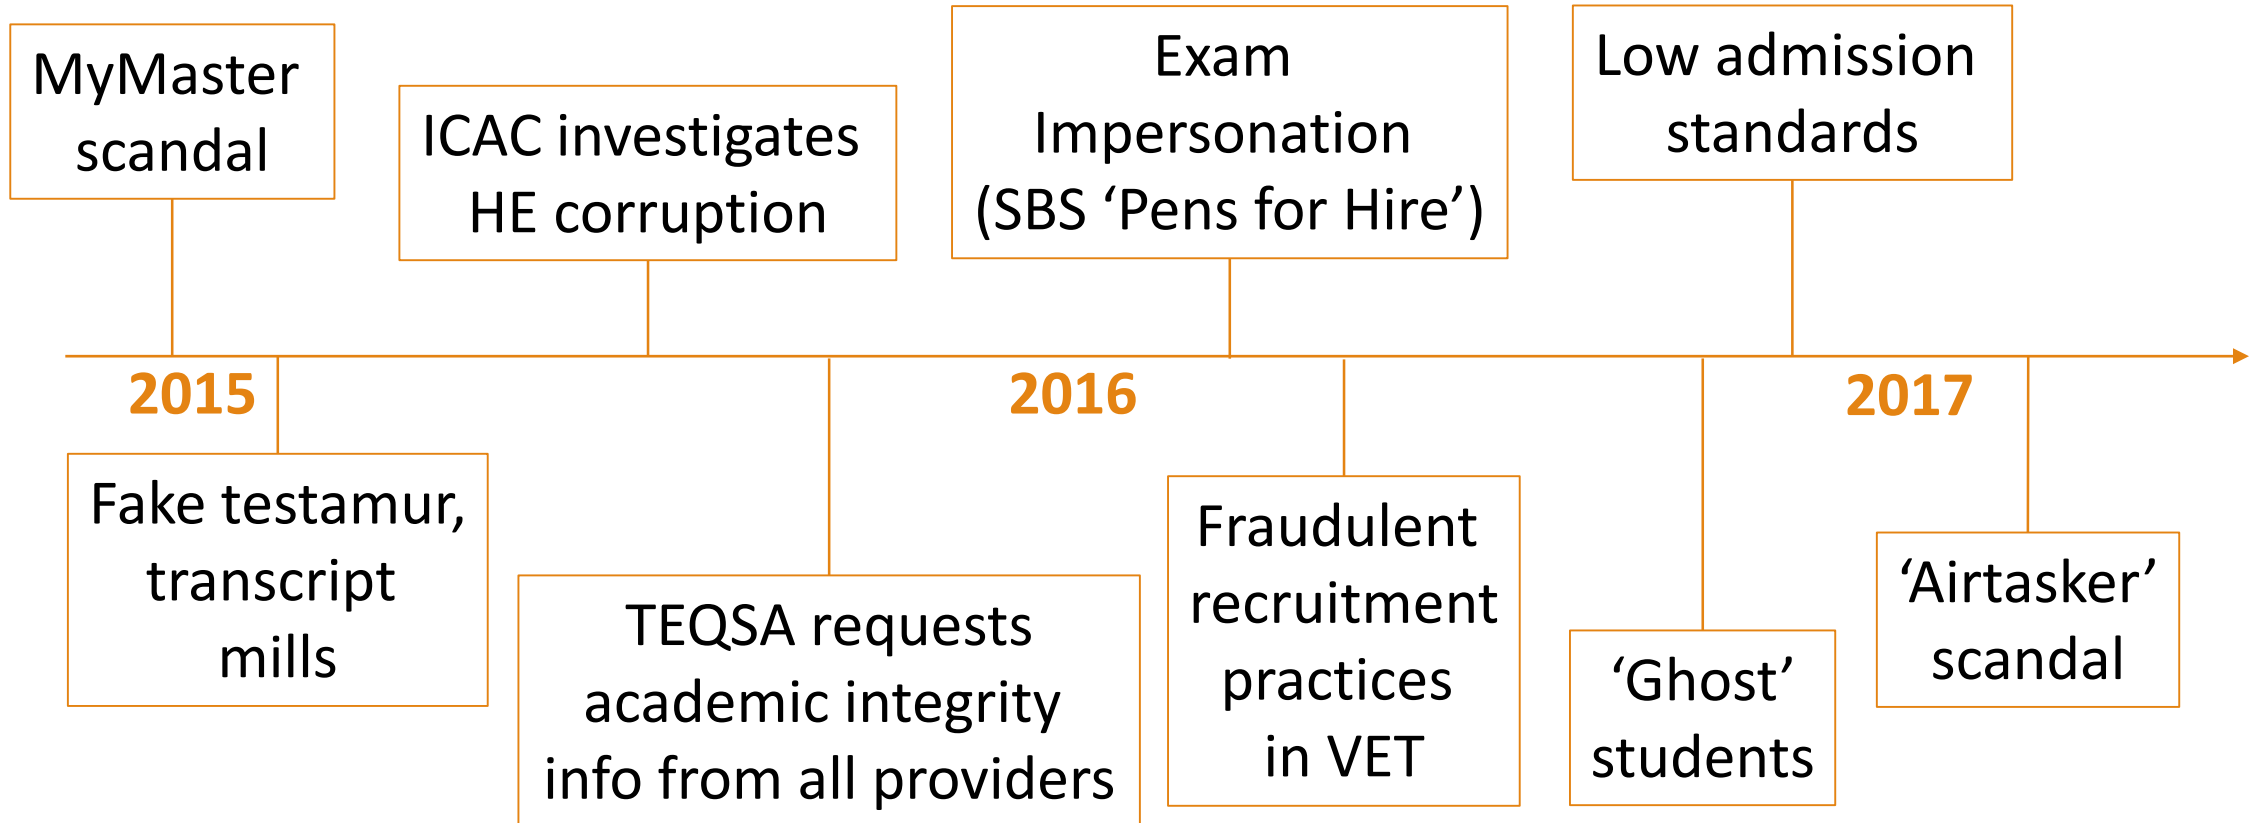 MyMaster
scandal
ICAC investigates
HE corruption
Exam
Impersonation
(SBS ‘Pens for Hire’)
Low admission
standards
2015
2016
2017
Fake testamur,
transcript
mills
TEQSA requests
academic integrity
info from all providers
Fraudulent
recruitment
practices
in VET
‘Ghost’
students
‘Airtasker’
scandal